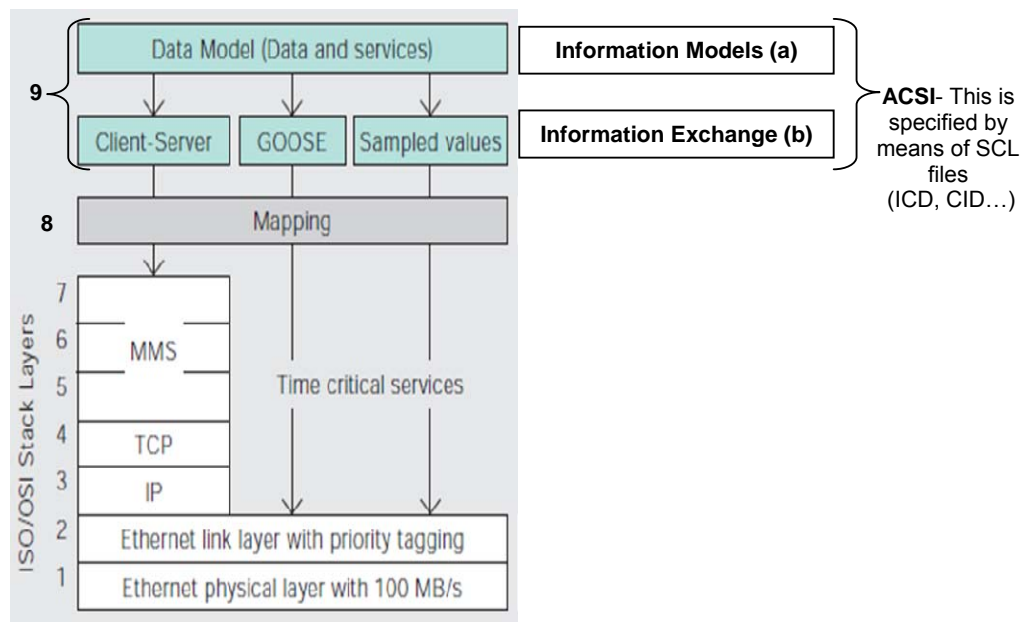 Data Model (Data and services)
Information Models (a)
9
ACSI- This is
specified by
means of SCL
files
(ICD, CID…)
Client-Server
GOOSE
Sampled values
Information Exchange (b)
8
Mapping
ISO/OSI Stack Layers
7
6
MMS
5
Time critical services
4
TCP
3
IP
2
Ethernet link layer with priority tagging
1
Ethernet physical layer with 100 MB/s